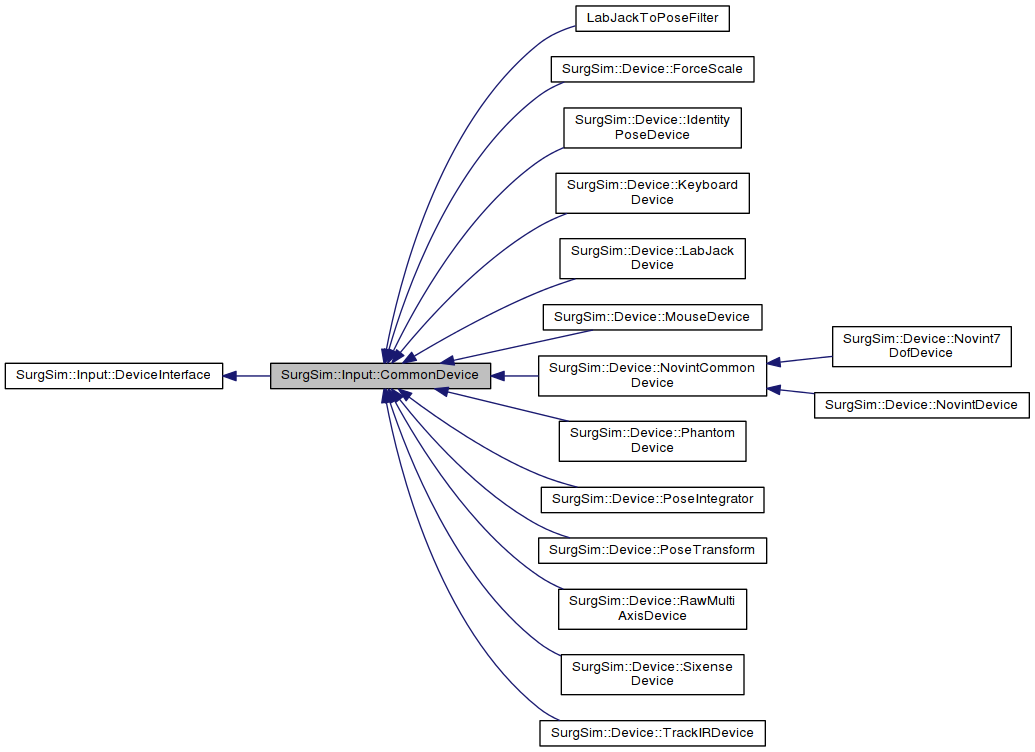 LabJackToPoseFilter
SurgSim::Device::ForceScale
SurgSim::Device::Identity
PoseDevice
SurgSim::Device::Keyboard
Device
SurgSim::Device::LabJack
Device
SurgSim::Device::MouseDevice
SurgSim::Device::Novint7
DofDevice
SurgSim::Input::DeviceInterface
SurgSim::Input::CommonDevice
SurgSim::Device::NovintCommon
Device
SurgSim::Device::NovintDevice
SurgSim::Device::Phantom
Device
SurgSim::Device::PoseIntegrator
SurgSim::Device::PoseTransform
SurgSim::Device::RawMulti
AxisDevice
SurgSim::Device::Sixense
Device
SurgSim::Device::TrackIRDevice